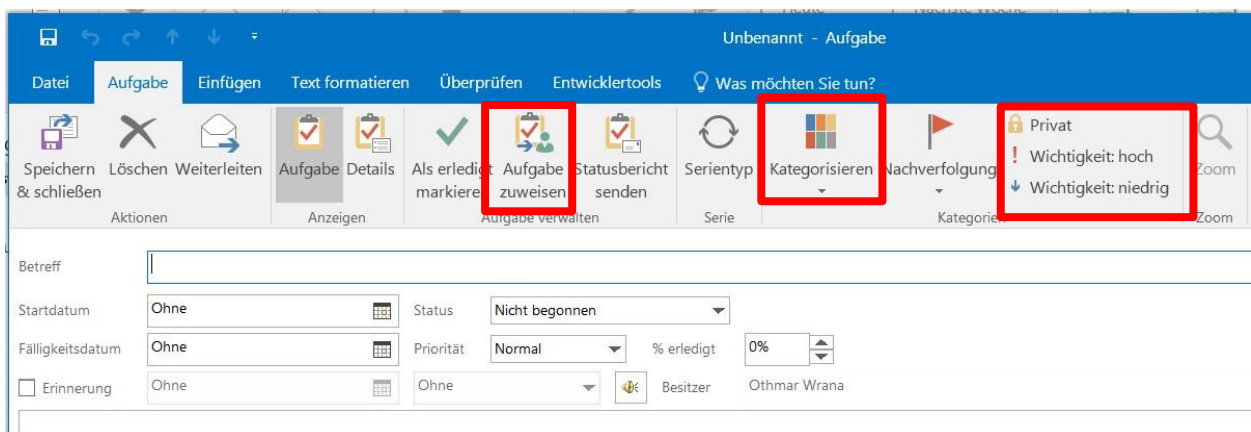 Heute
Nächste Woche
Unbenannt - Aufgabe
Datei Aufgabe Einfügen Text formatieren Überprüfen Entwicklertools Was möchten Sie tun?
Speichern & schließen
Löschen
Weiterleiten
Aktionen
Aufgabe
Details
Anzeigen
Als erledigt
markieren
Aufgabe
zuweisen
Statusbericht
senden
Aufgabe verwalten
Serientyp
Serie
Kategorisieren
Nachverfolgung
Privat
Wichtigkeit: hoch
Wichtigkeit: niedrig
Kategorien
Zoom
Zoom
Betreff
Startdatum Ohne Status Nicht begonnen
Fälligkeitsdatum Ohne Priorität Normal % erledigt 0%
Erinnerung Ohne Ohne Besitzer Othmar Wrana